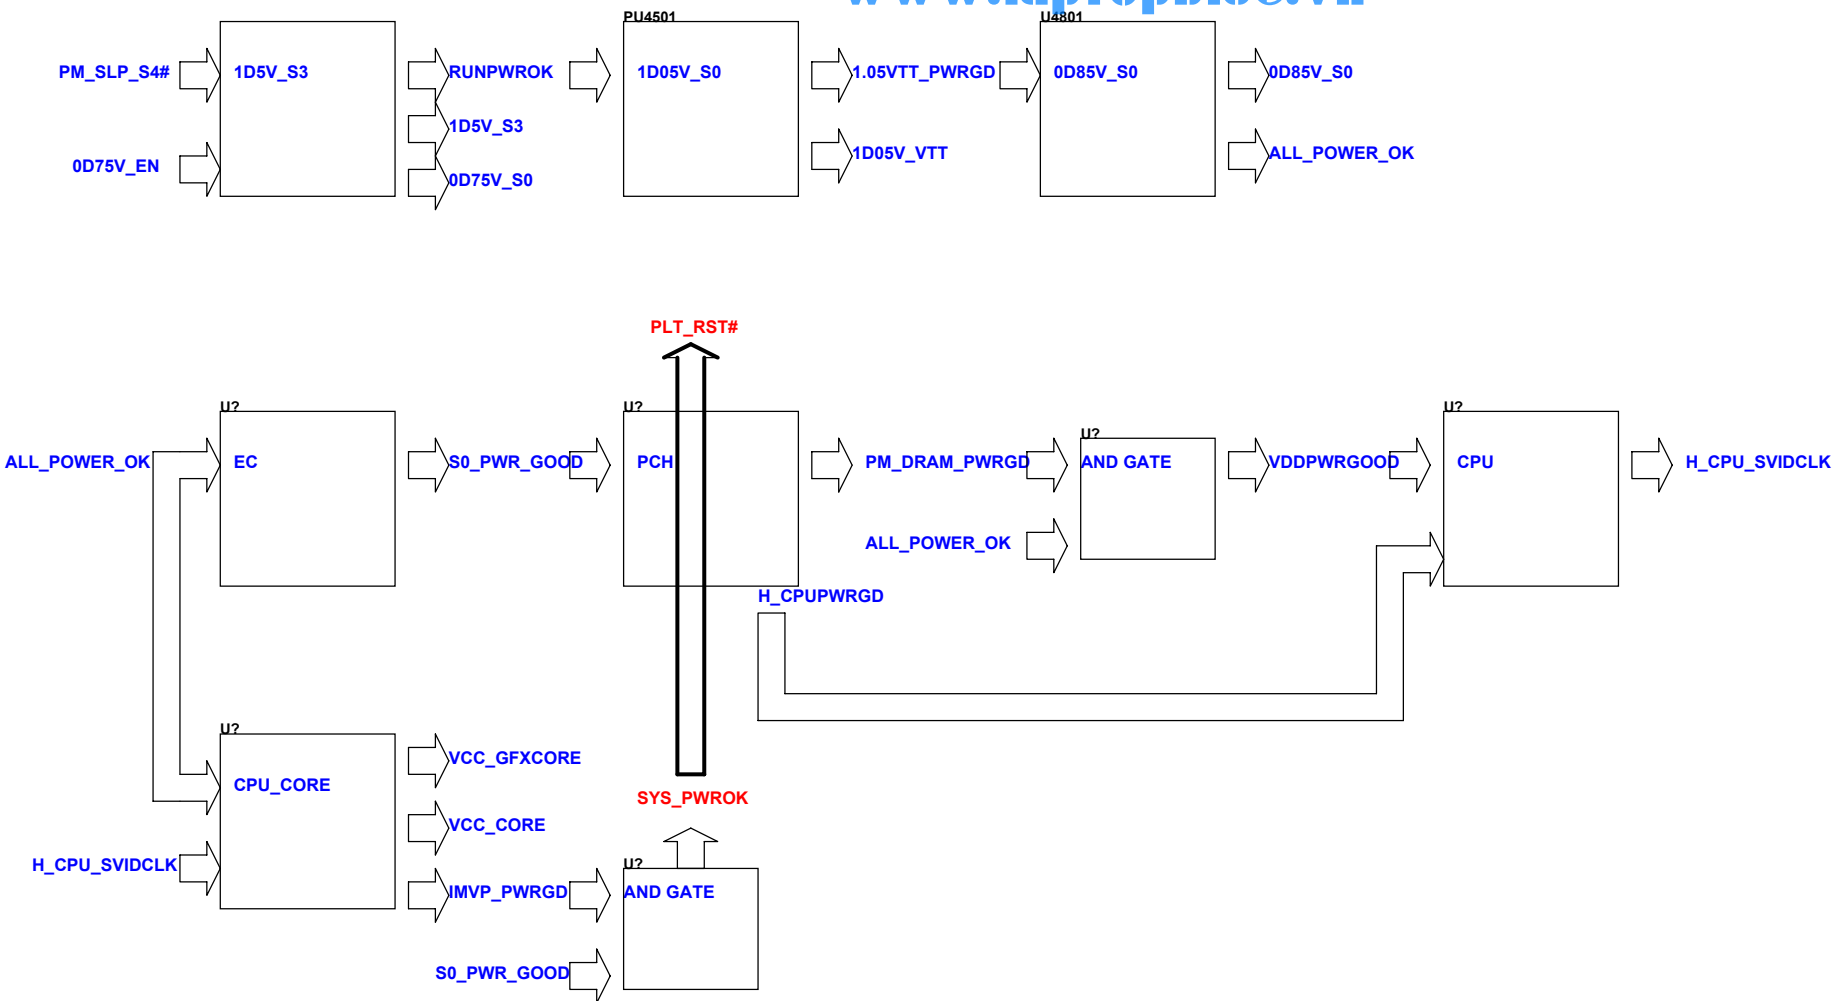 PU4501
U4801
PM_SLP_S4#
1D5V_S3
RUNPWROK
1D05V_S0
1.05VTT_PWRGD
0D85V_S0
0D85V_S0
1D5V_S3
0D75V_EN
0D75V_S0
1D05V_VTT
ALL_POWER_OK
PLT_RST#
U?
U?
U?
U?
ALL_POWER_OK
EC
S0_PWR_GOOD
PCH
PM_DRAM_PWRGD
AND GATE
VDDPWRGOOD
CPU
H_CPU_SVIDCLK
ALL_POWER_OK
H_CPUPWRGD
U?
CPU_CORE
VCC_GFXCORE
SYS_PWROK
VCC_CORE
H_CPU_SVIDCLK
U?
IMVP_PWRGD
AND GATE
S0_PWR_GOOD